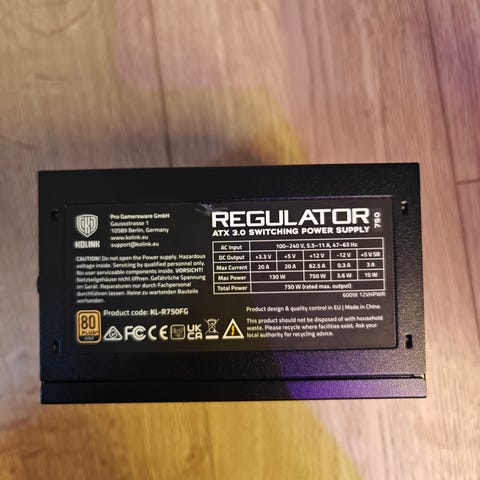 KOLINK
Pro Gamersware GmbH
Gaussstrasse 1
10589 Berlin, Germany
www.kolink.eu
support@kolink.eu
CAUTION! Do not open the Power Supply. Hazardous
voltage inside. Servicing by qualified personnel only.
No user serviceable components inside. VORSICHT!
Netzteilgehäuse nicht öffnen. Gefährliche Spannung
im Gerät. Reparaturen nur durch Fachpersonal
durchführen lassen. Keine zu wartenden Bauteile
vorhanden.
Product code: KL-R750FG
80
PLUS
GOLD
CE
UK
CA
REGULATOR 750
ATX 3.0 SWITCHING POWER SUPPLY
AC Input 100~240 V, 5.5~11 A, 47~63 Hz
DC Output +3.3 V +5 V +12 V -12 V +5 V SB
Max Current 20 A 20 A 62.5 A 0.3 A 3 A
Max Power 130 W 750 W 3.6 W 15 W
Total Power 750 W (rated max. output)
600W 12VHPWR
Product design & quality control in EU | Made in China
This product should not be disposed of with household
waste. Please recycle where facilities exist. Ask your
local authority for recycling advice.